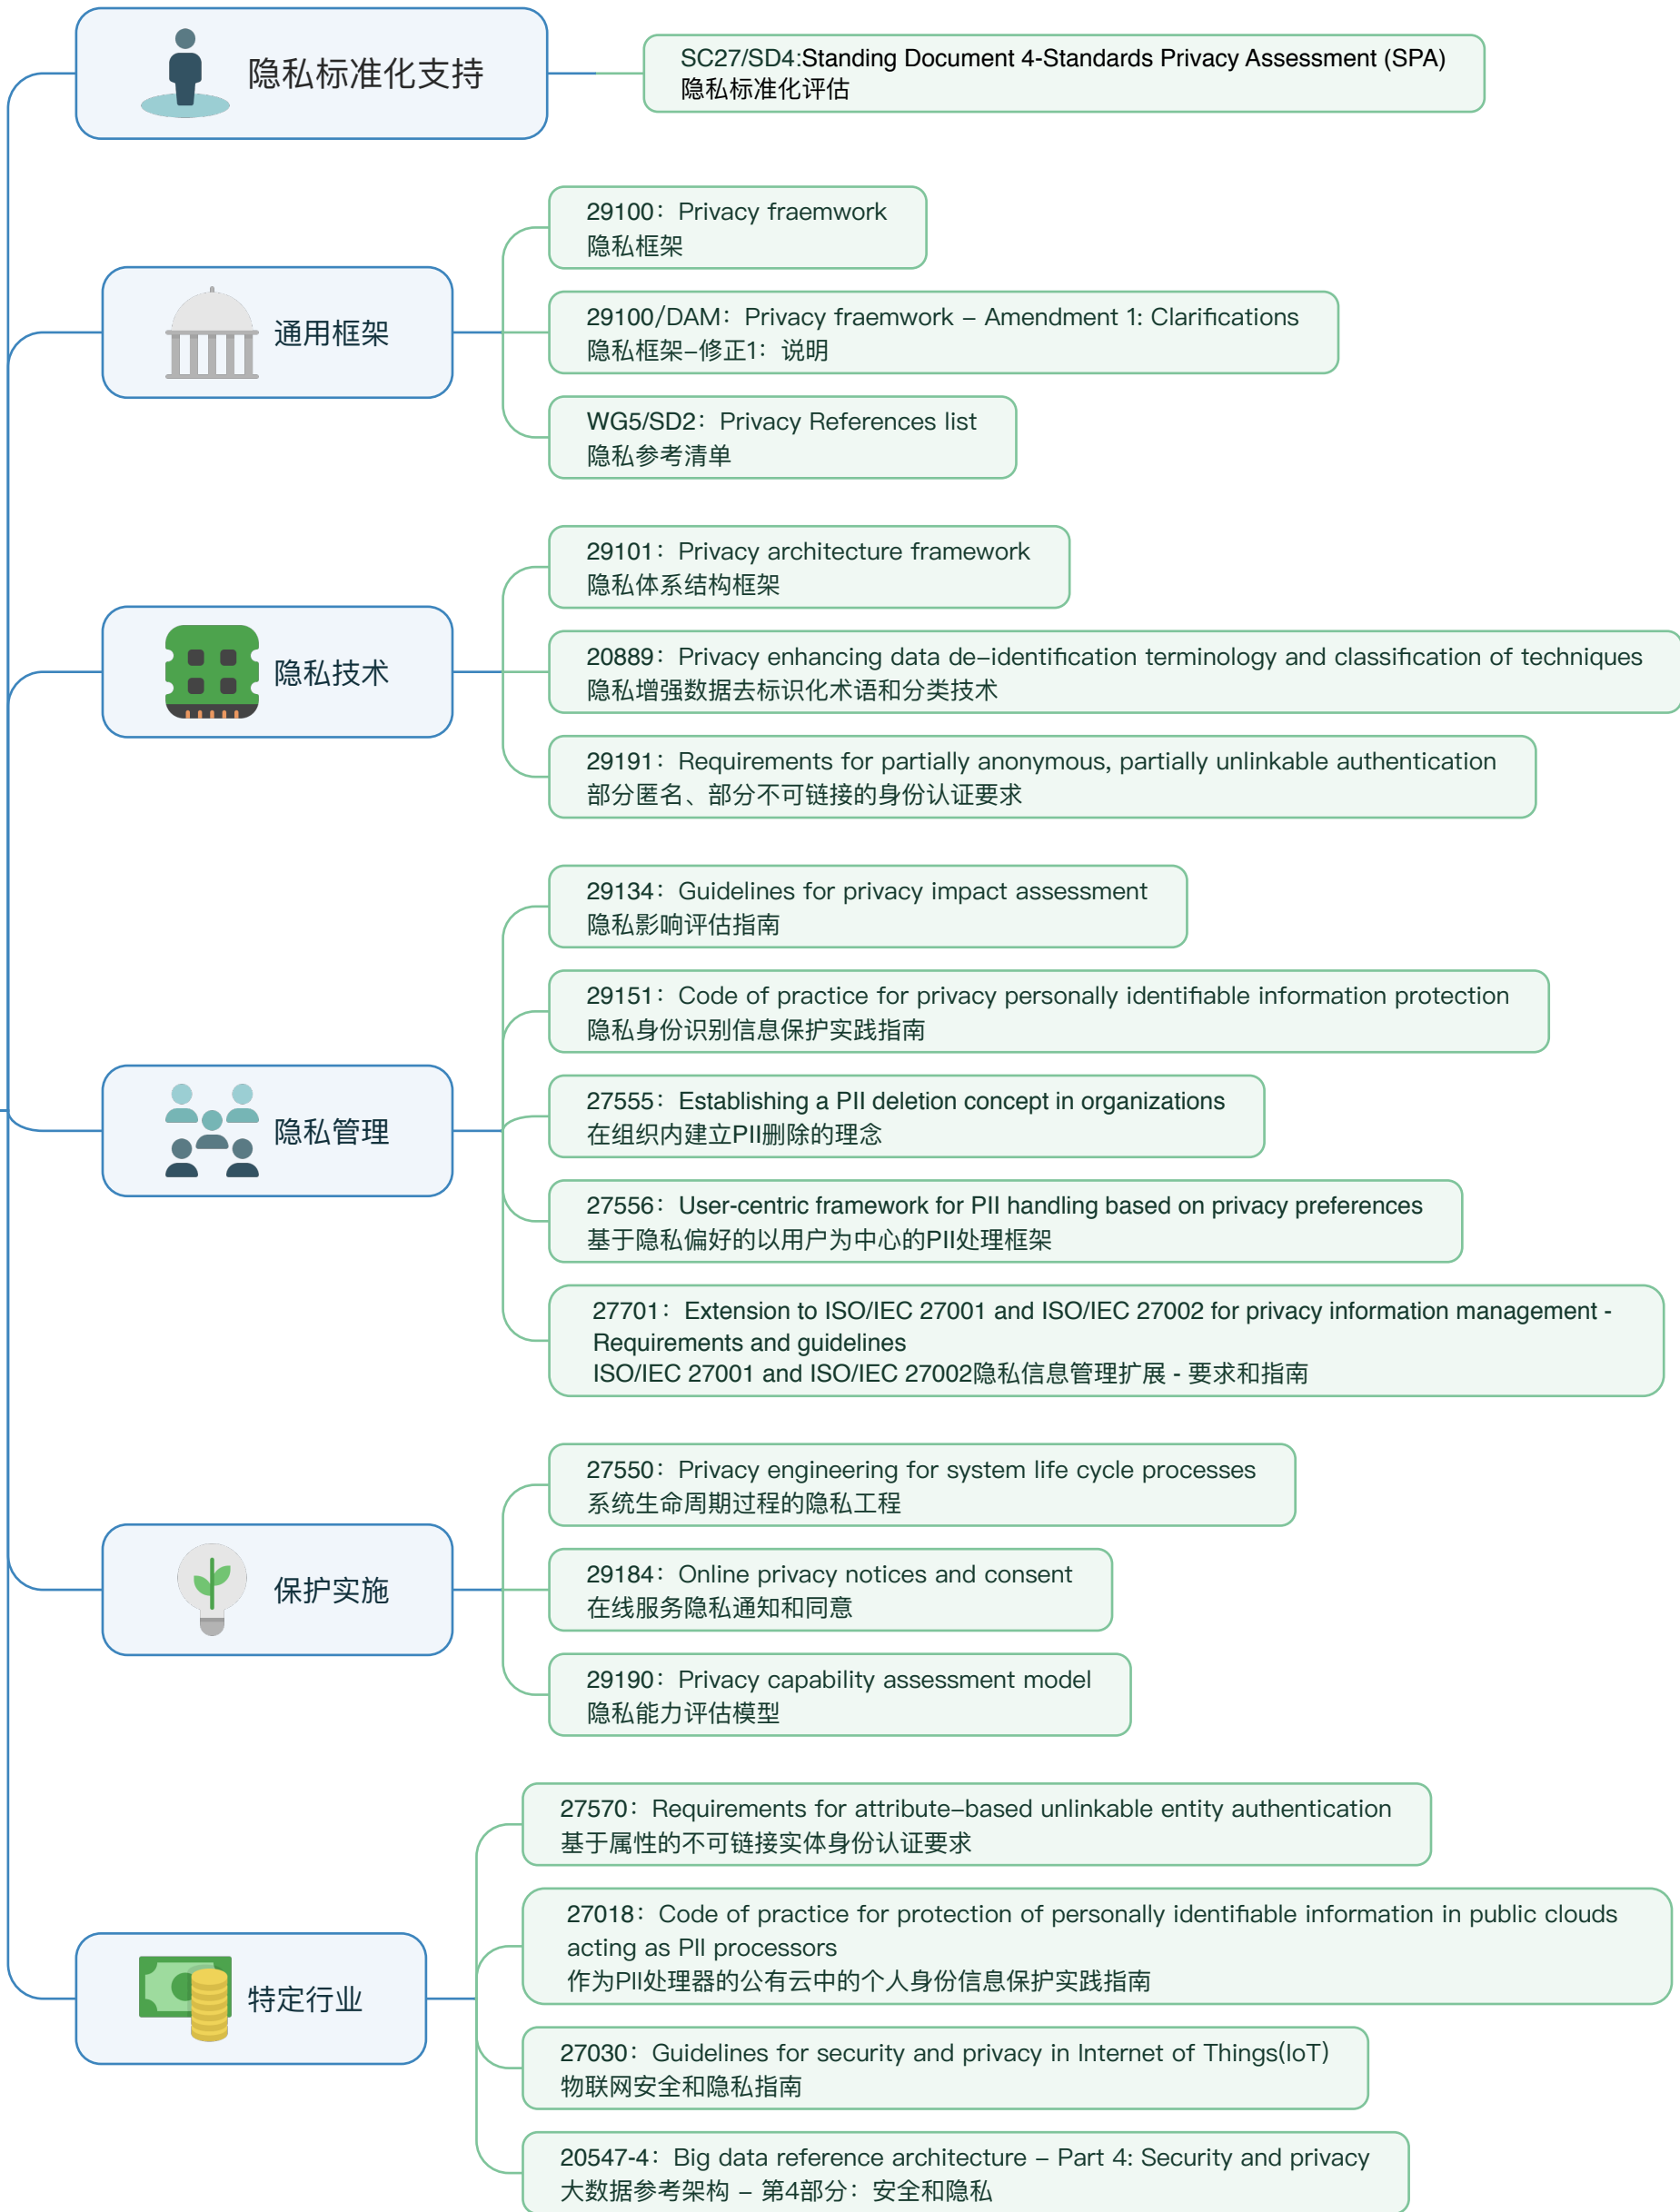 隐私标准化支持
SC27/SD4:Standing Document 4-Standards Privacy Assessment (SPA)
隐私标准化评估
通用框架
29100：Privacy fraemwork
隐私框架
29100/DAM：Privacy fraemwork – Amendment 1: Clarifications
隐私框架–修正1：说明
WG5/SD2：Privacy References list
隐私参考清单
隐私技术
29101：Privacy architecture framework
隐私体系结构框架
20889：Privacy enhancing data de–identification terminology and classification of techniques
隐私增强数据去标识化术语和分类技术
29191：Requirements for partially anonymous, partially unlinkable authentication
部分匿名、部分不可链接的身份认证要求
隐私管理
29134：Guidelines for privacy impact assessment
隐私影响评估指南
29151：Code of practice for privacy personally identifiable information protection
隐私身份识别信息保护实践指南
27555：Establishing a PII deletion concept in organizations
在组织内建立PII删除的理念
27556：User-centric framework for PII handling based on privacy preferences
基于隐私偏好的以用户为中心的PII处理框架
27701：Extension to ISO/IEC 27001 and ISO/IEC 27002 for privacy information management -
Requirements and guidelines
ISO/IEC 27001 and ISO/IEC 27002隐私信息管理扩展 - 要求和指南
保护实施
27550：Privacy engineering for system life cycle processes
系统生命周期过程的隐私工程
29184：Online privacy notices and consent
在线服务隐私通知和同意
29190：Privacy capability assessment model
隐私能力评估模型
特定行业
27570：Requirements for attribute–based unlinkable entity authentication
基于属性的不可链接实体身份认证要求
27018：Code of practice for protection of personally identifiable information in public clouds
acting as PII processors
作为PII处理器的公有云中的个人身份信息保护实践指南
27030：Guidelines for security and privacy in Internet of Things(IoT)
物联网安全和隐私指南
20547-4：Big data reference architecture – Part 4: Security and privacy
大数据参考架构 – 第4部分：安全和隐私